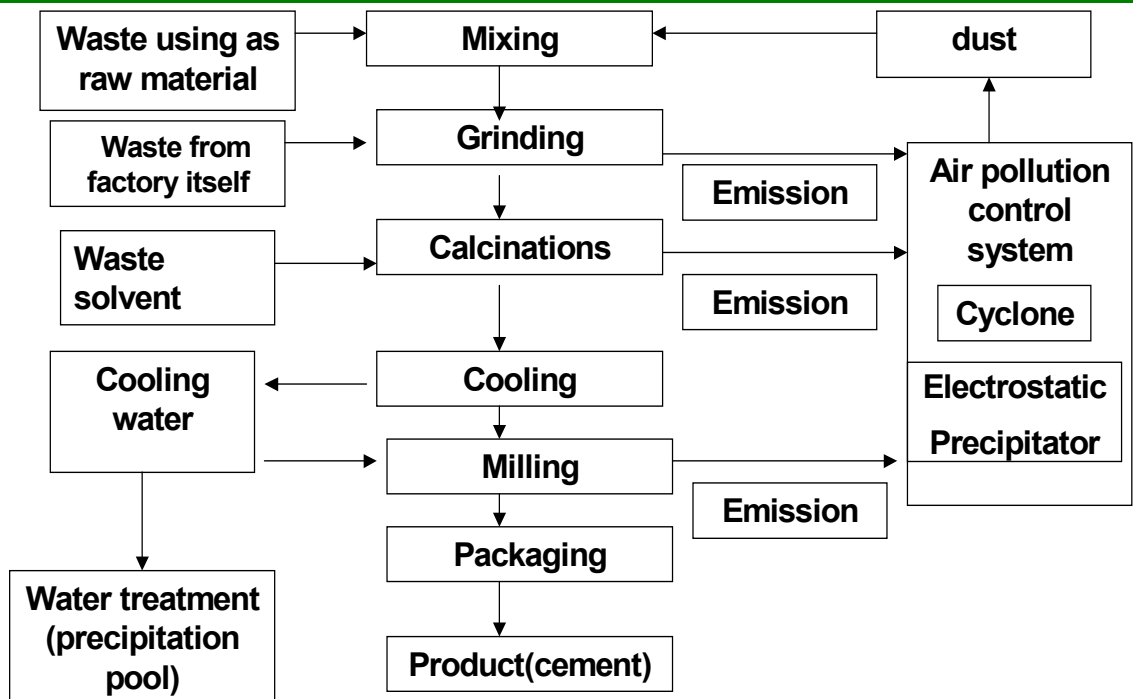 Waste using as
raw material
Mixing
dust
Waste from
factory itself
Grinding
Emission
Air pollution
control
system
Waste
solvent
Calcinations
Emission
Cyclone
Cooling
water
Cooling
Electrostatic
Precipitator
Milling
Emission
Packaging
Water treatment
(precipitation
pool)
Product(cement)